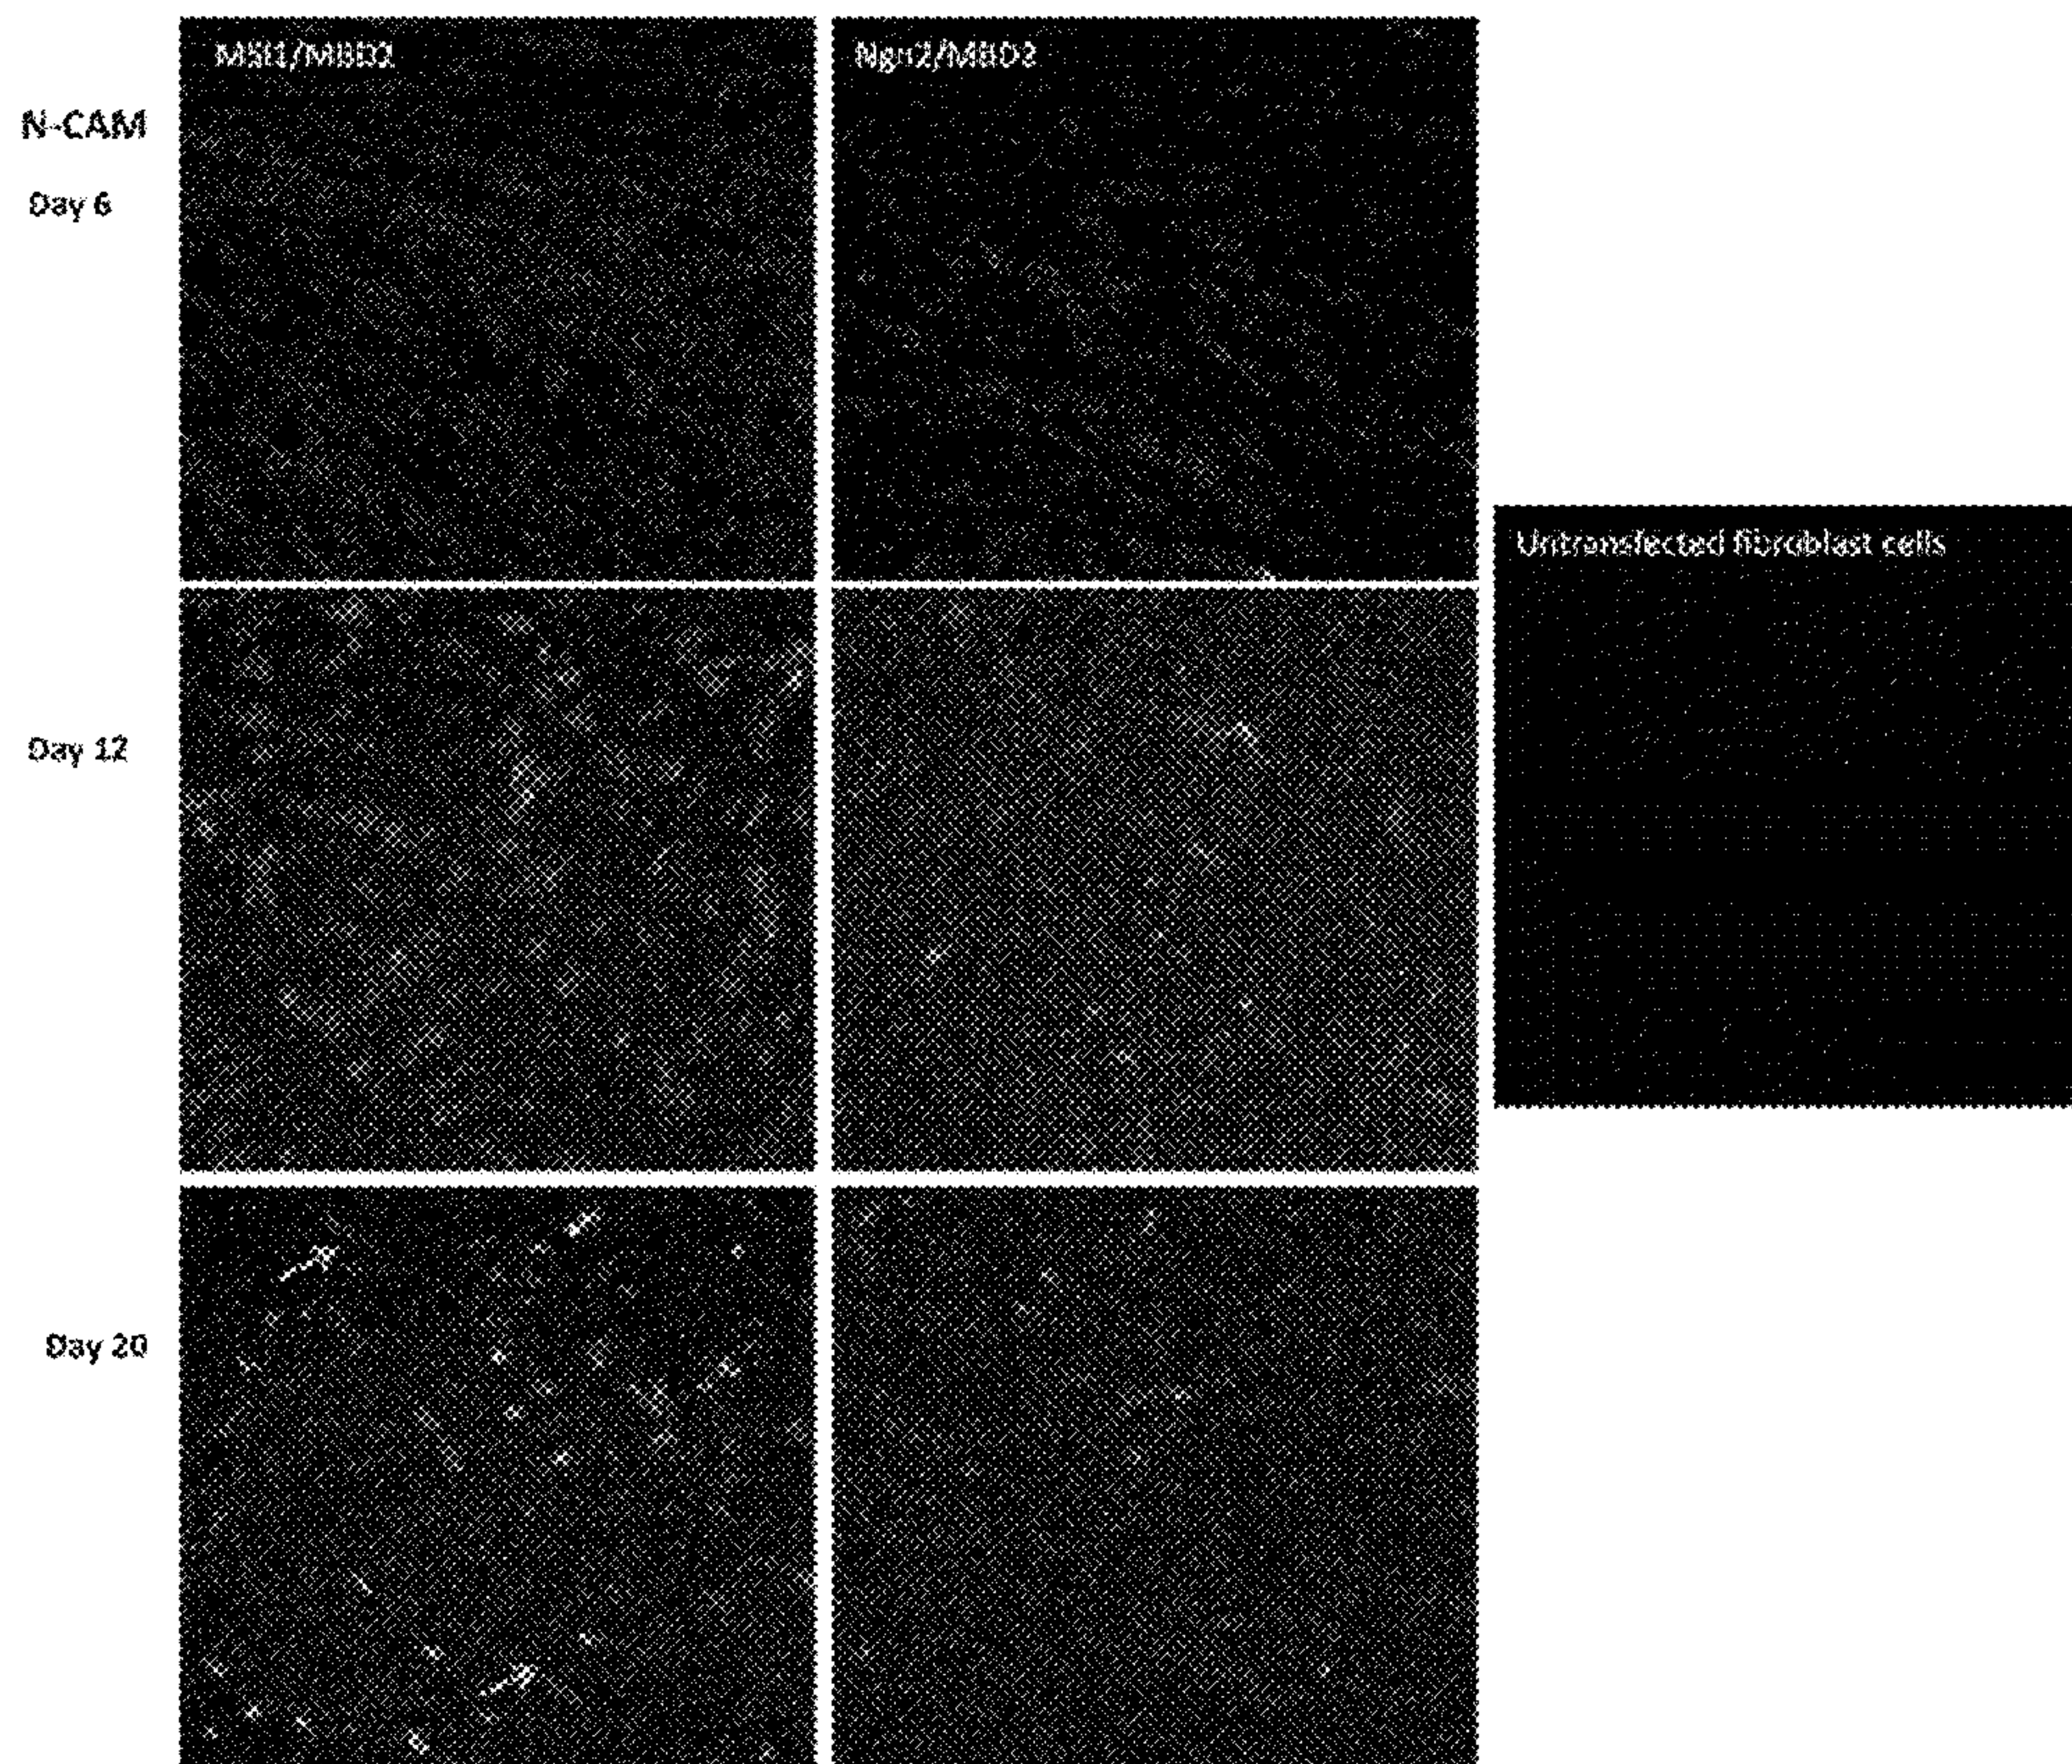 MSI1/MBD2
Ngn2/MBD2
N-CAM
Day 6
Untransfected fibroblast cells
Day 12
Day 20